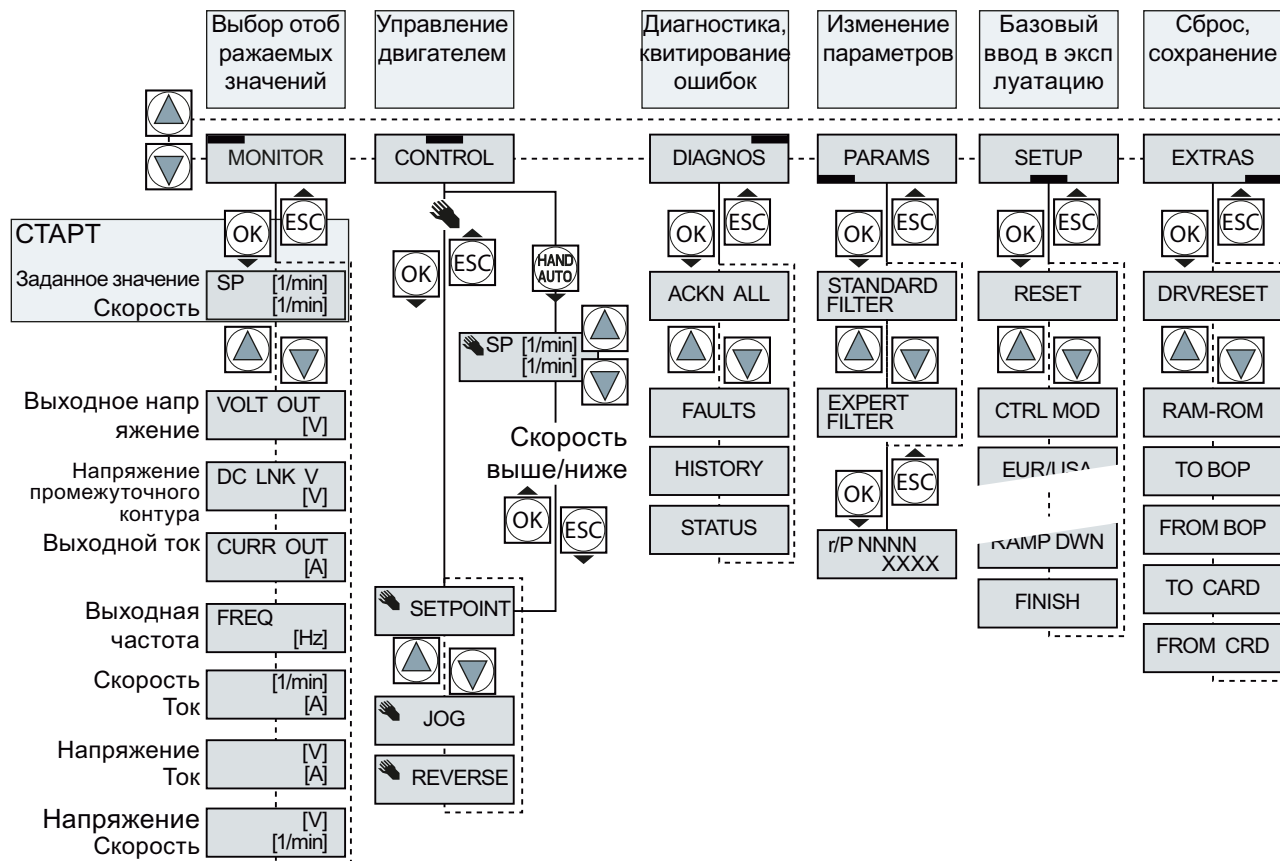 Выбор отоб
ражаемых
значений
Управление
двигателем
Диагностика,
квитирование
ошибок
Изменение
параметров
Базовый
ввод в эксп
луатацию
Сброс,
сохранение
MONITOR
CONTROL
DIAGNOS
PARAMS
SETUP
EXTRAS
СТАРТ
OK
ESC
Заданное значение
Скорость
SP [1/min]
[1/min]
Выходное напр
яжение
VOLT OUT
[V]
Напряжение
промежуточного
контура
DC LNK V
[V]
Выходной ток
CURR OUT
[A]
Выходная
частота
FREQ
[Hz]
Скорость
Ток
[1/min]
[A]
Напряжение
Ток
[V]
[A]
Напряжение
Скорость
[V]
[1/min]
OK
ESC
HAND
AUTO
SP [1/min]
[1/min]
Скорость
выше/ниже
OK
ESC
SETPOINT
JOG
REVERSE
OK
ESC
ACKN ALL
FAULTS
HISTORY
STATUS
OK
ESC
STANDARD
FILTER
EXPERT
FILTER
OK
ESC
r/P NNNN
XXXX
OK
ESC
RESET
CTRL MOD
EUR/USA
RAMP DWN
FINISH
OK
ESC
DRVRESET
RAM-ROM
TO BOP
FROM BOP
TO CARD
FROM CRD